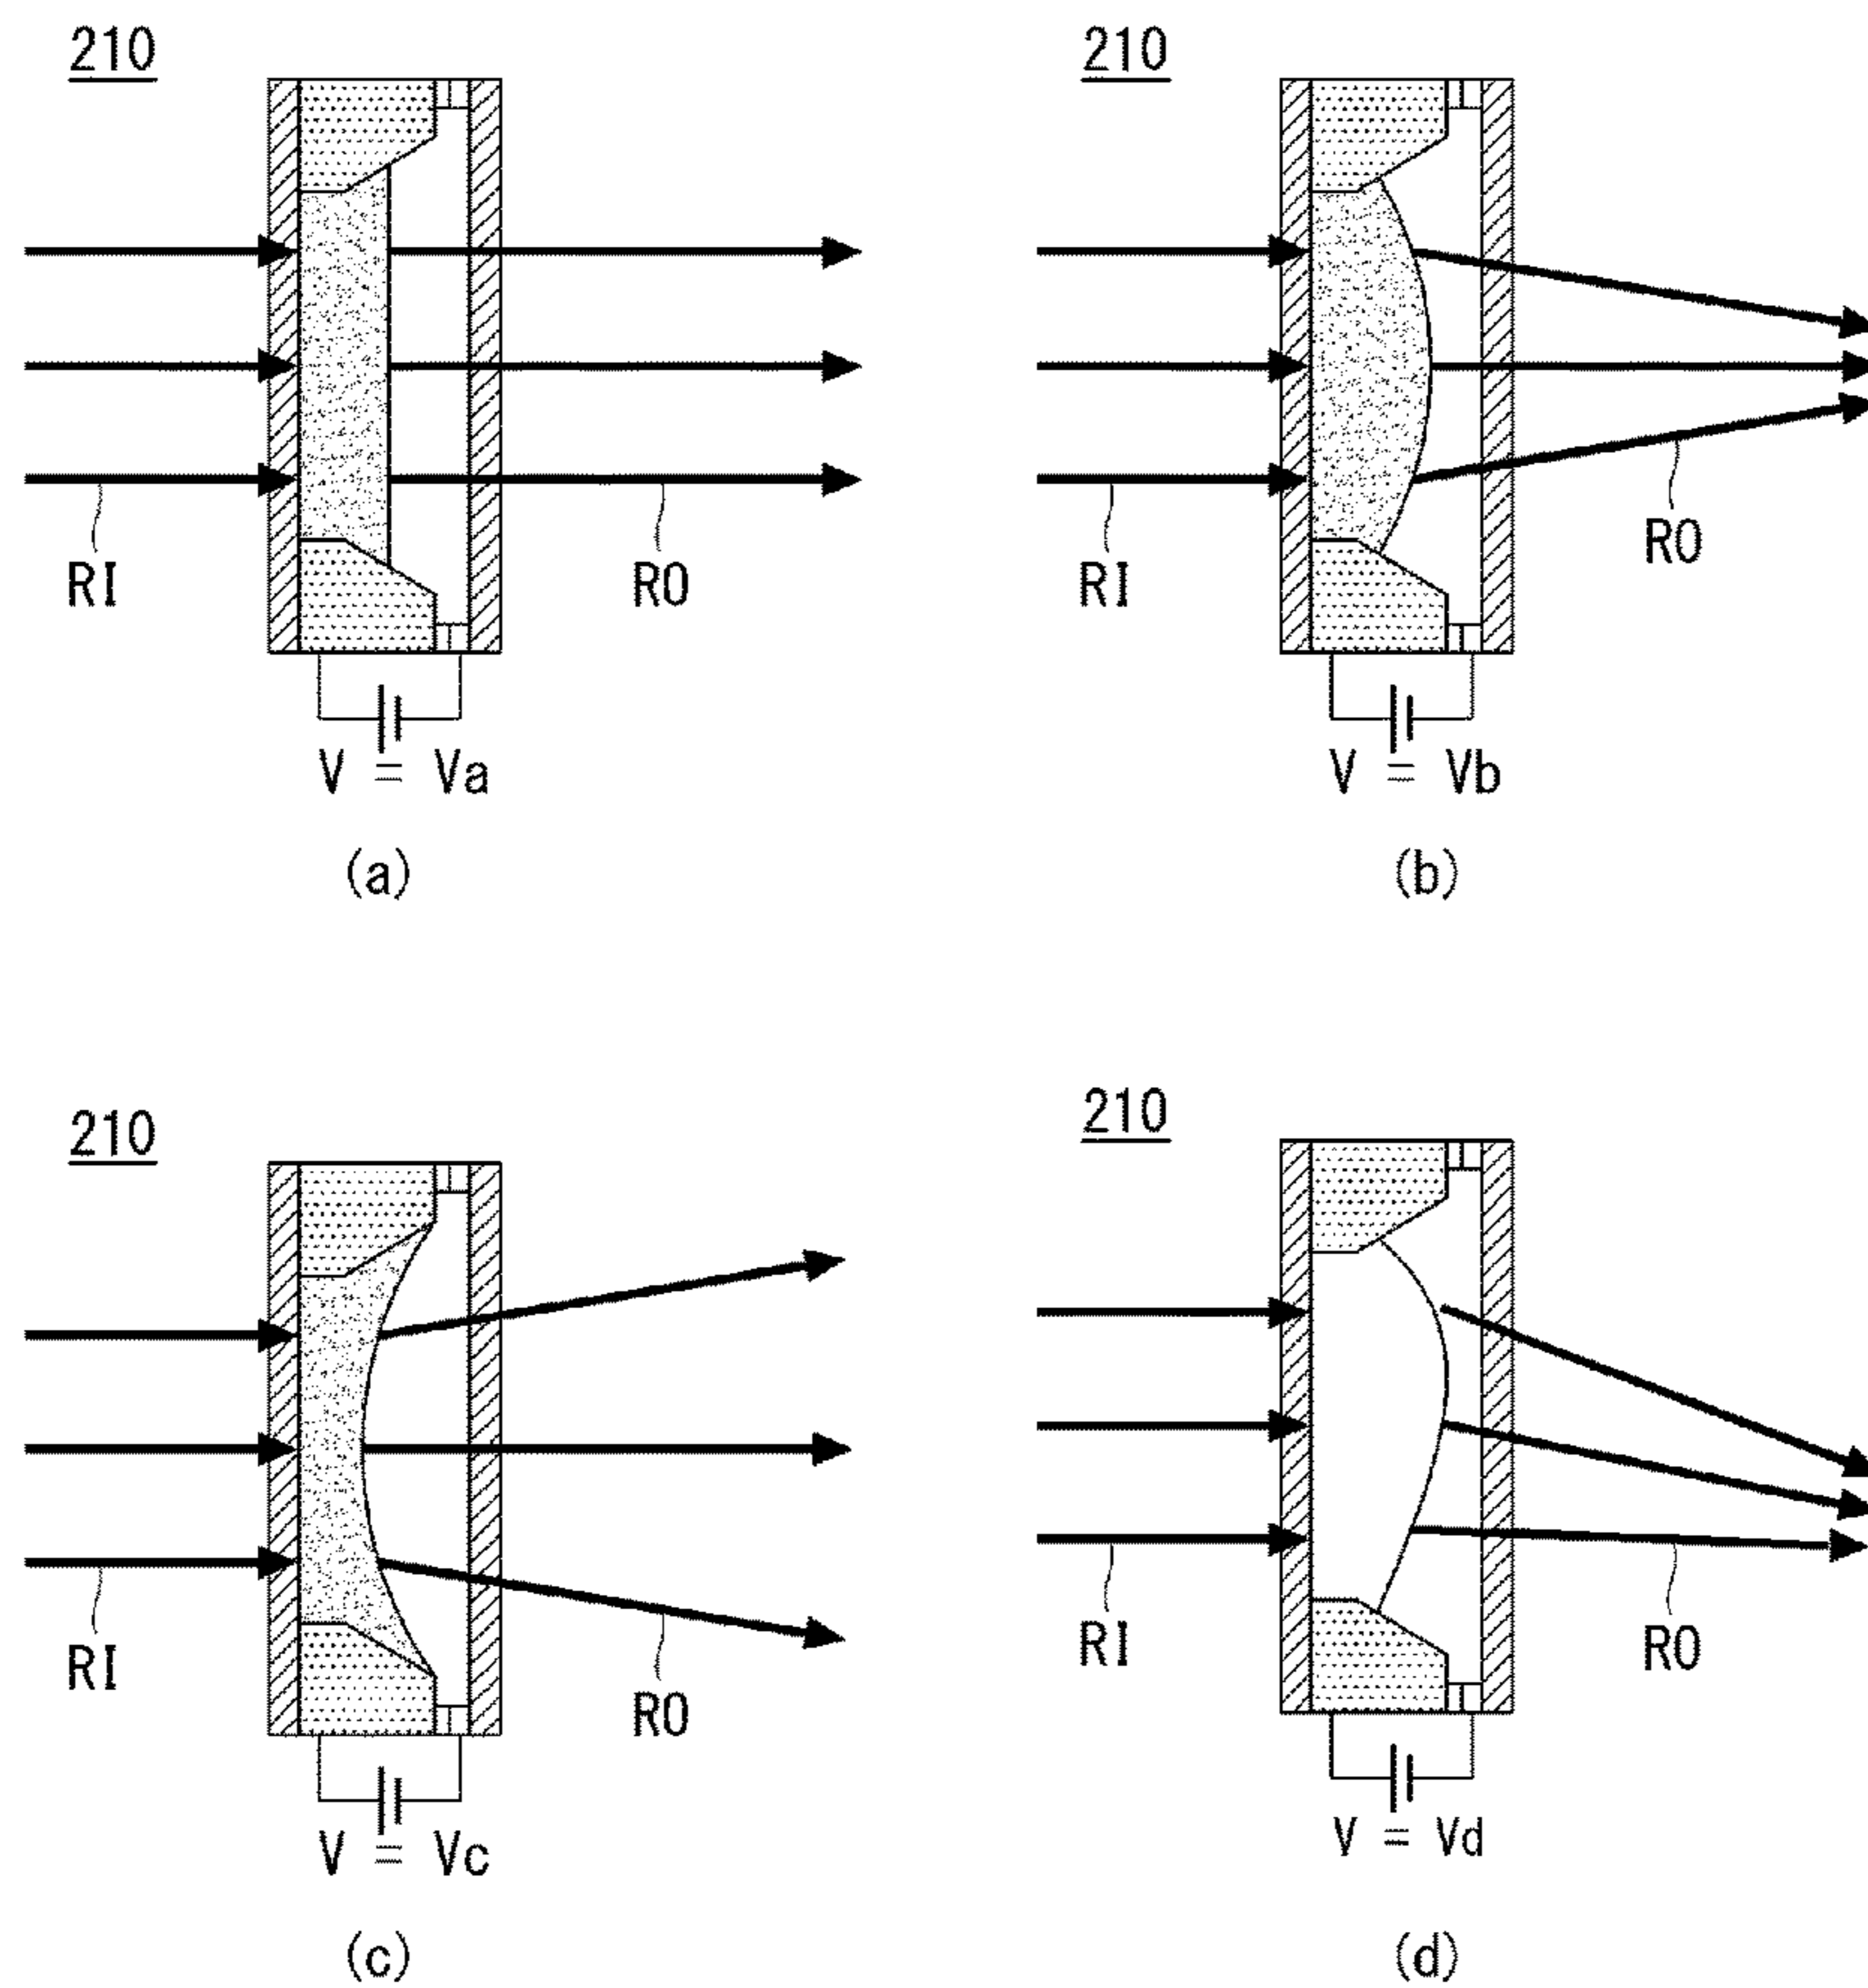 210
RI
RO
V = Va
(a)
210
RI
RO
V = Vb
(b)
210
RI
RO
V = Vc
(c)
210
RI
RO
V = Vd
(d)